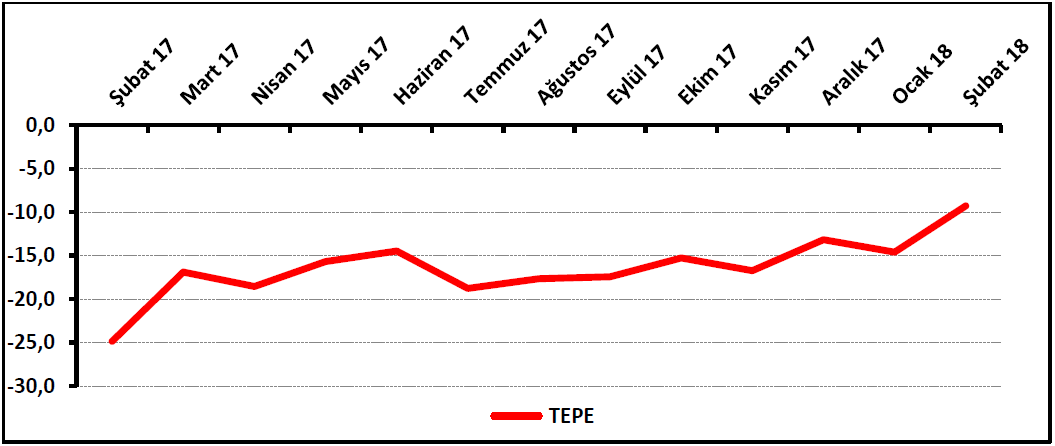 Şubat 17
Mart 17
Nisan 17
Mayıs 17
Haziran 17
Temmuz 17
Ağustos 17
Eylül 17
Ekim 17
Kasım 17
Aralık 17
Ocak 18
Şubat 18
0,0
-5,0
-10,0
-15,0
-20,0
-25,0
-30,0
TEPE